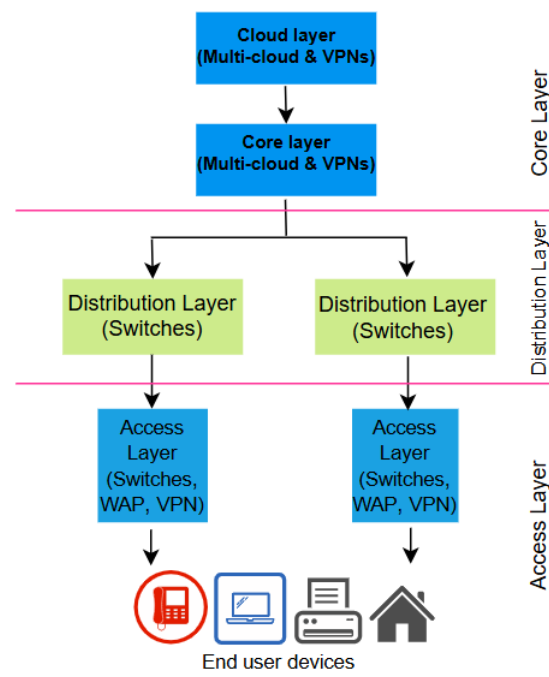 Cloud layer
(Multi-cloud & VPNs)
Core layer
(Multi-cloud & VPNs)
Core Layer
Distribution Layer
(Switches)
Distribution Layer
(Switches)
Distribution Layer
Access
Layer
(Switches,
WAP, VPN)
Access
Layer
(Switches,
WAP, VPN)
Access Layer
End user devices